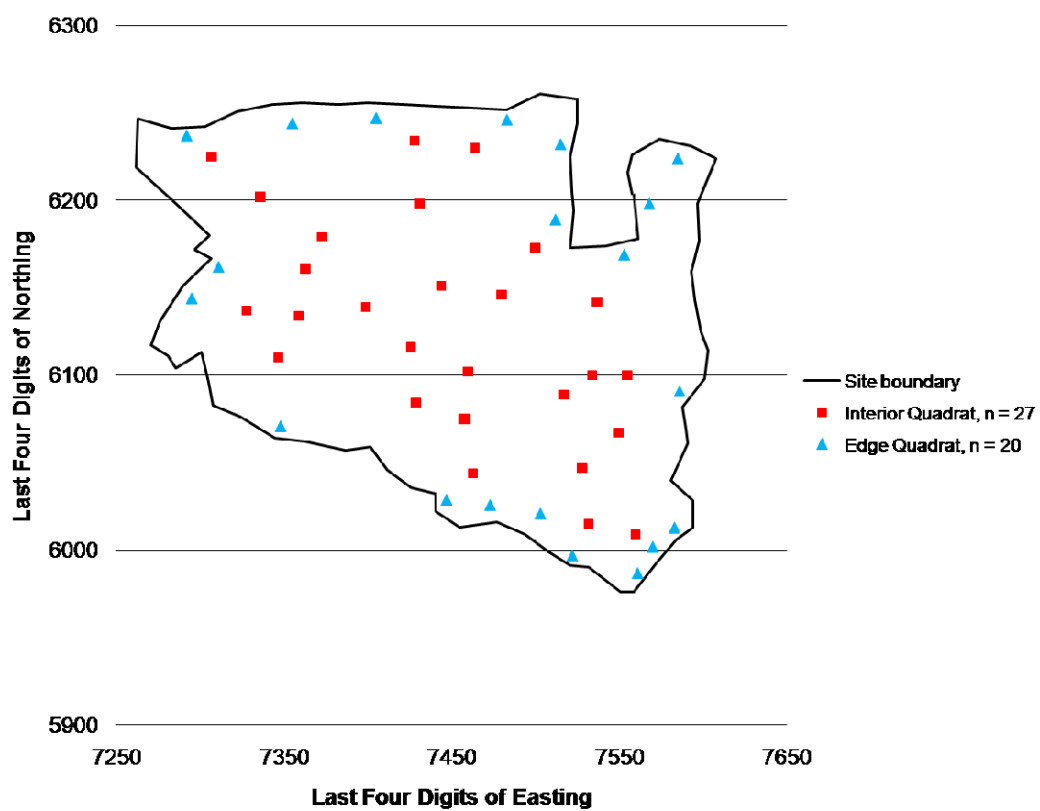 6300
6200
6100
6000
5900
Last Four Digits of Northing
7250 7350 7450 7550 7650
Last Four Digits of Easting
Site boundary
Interior Quadrat, n = 27
Edge Quadrat, n = 20